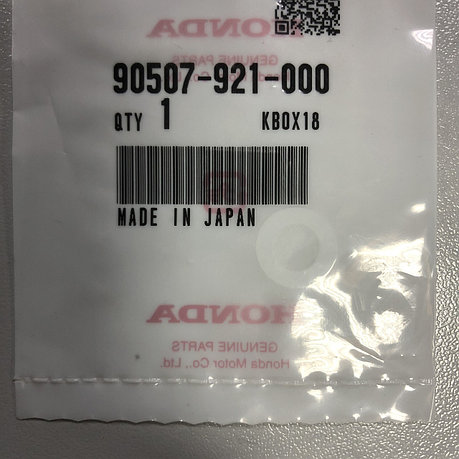 HONDA
GENUINE PARTS
90507-921-000
QTY 1 KBOX18
MADE IN JAPAN
HONDA
GENUINE PARTS
Honda Motor Co., Ltd.